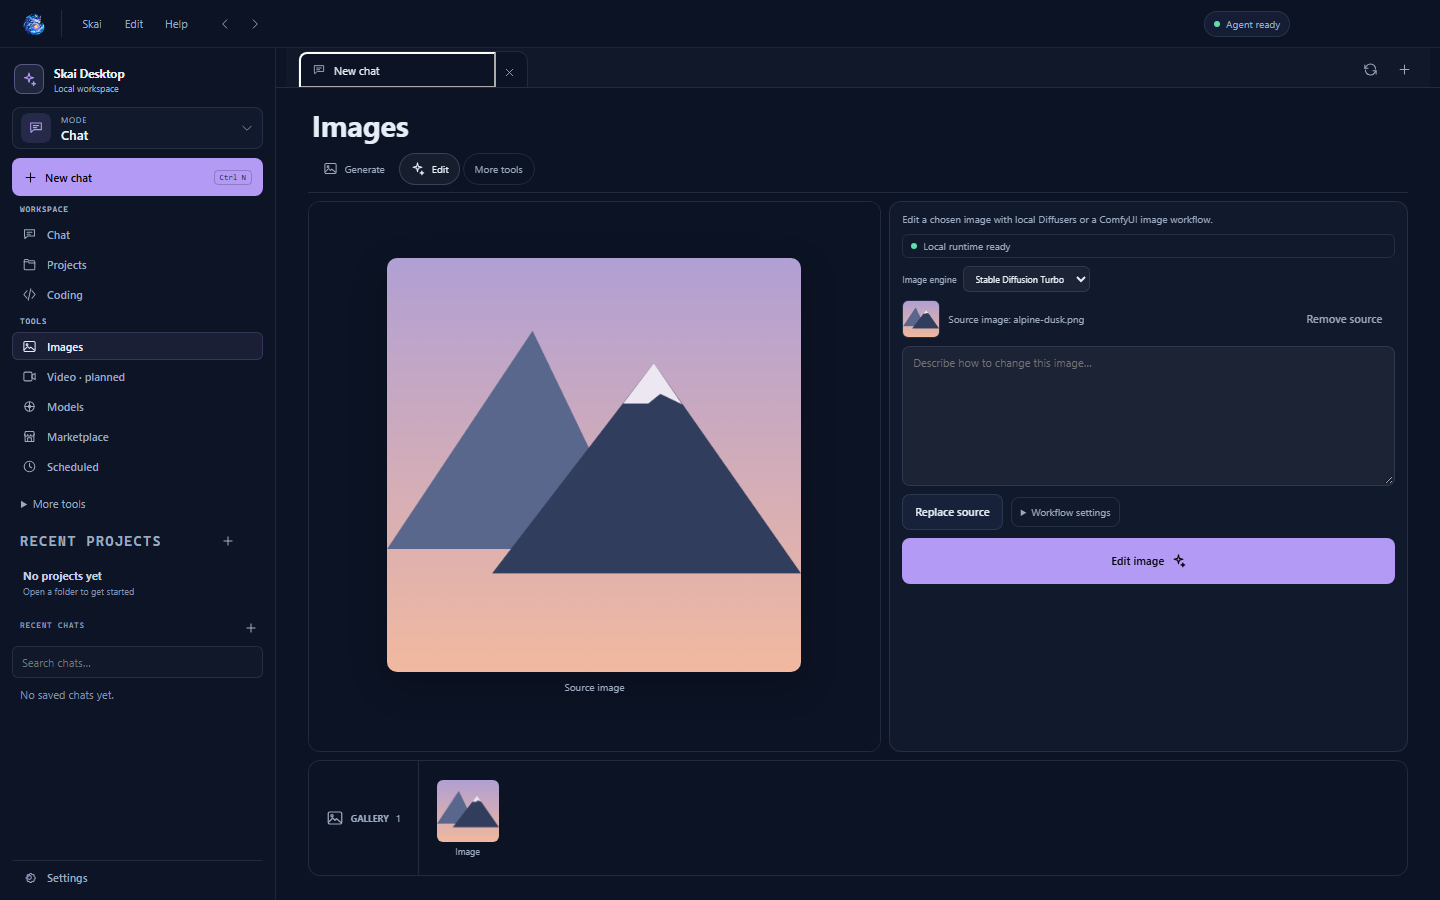 Skai Edit Help
Agent ready
Skai Desktop
Local workspace
MODE
Chat
New chat Ctrl N
WORKSPACE
Chat
Projects
Coding
TOOLS
Images
Video · planned
Models
Marketplace
Scheduled
More tools
RECENT PROJECTS
No projects yet
Open a folder to get started
RECENT CHATS
Search chats...
No saved chats yet.
Settings
New chat
Images
Generate Edit More tools
Source image
Edit a chosen image with local Diffusers or a ComfyUI image workflow.
Local runtime ready
Image engine Stable Diffusion Turbo
Source image: alpine-dusk.png Remove source
Describe how to change this image...
Replace source Workflow settings
Edit image
GALLERY 1
Image